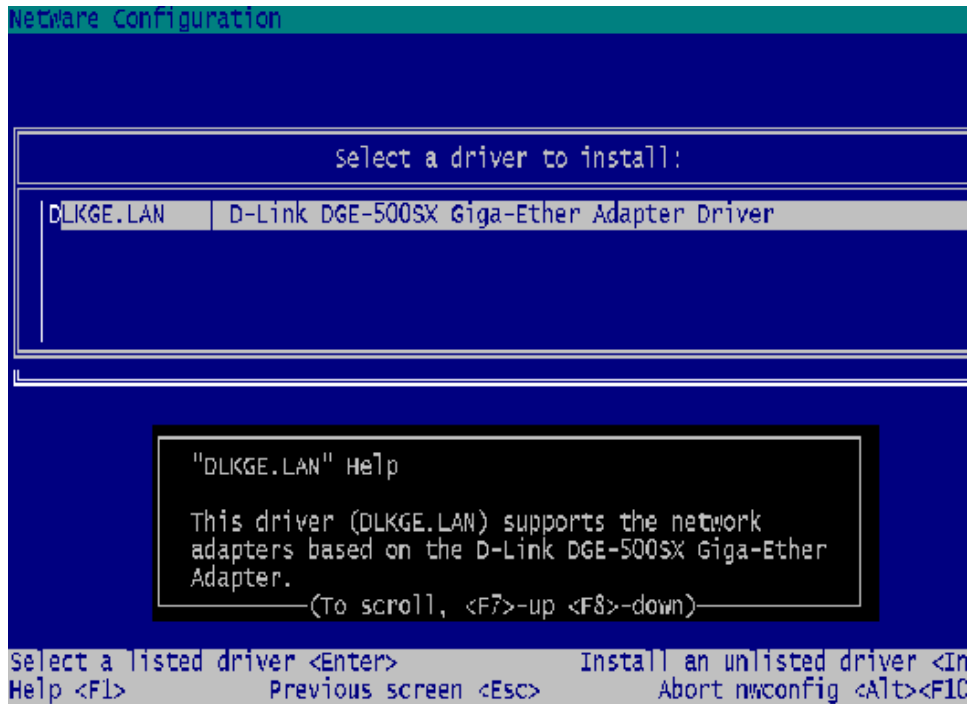 NetWare Configuration
Select a driver to install:
DLKGE.LAN | D-Link DGE-500SX Giga-Ether Adapter Driver
"DLKGE.LAN" Help
This driver (DLKGE.LAN) supports the network
adapters based on the D-Link DGE-500SX Giga-Ether
Adapter.
(To scroll, <F7>-up <F8>-down)
Select a listed driver <Enter> Install an unlisted driver <In
Help <F1> Previous screen <Esc> Abort nwconfig <Alt><F10